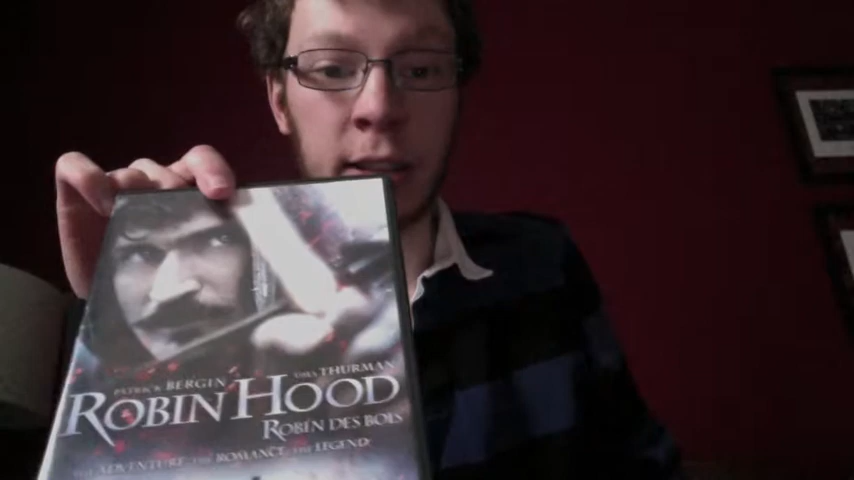 PATRICK BERGIN UMA THURMAN
ROBIN HOOD
ROBIN DES BOIS
THE ADVENTURE. THE ROMANCE. THE LEGEND.